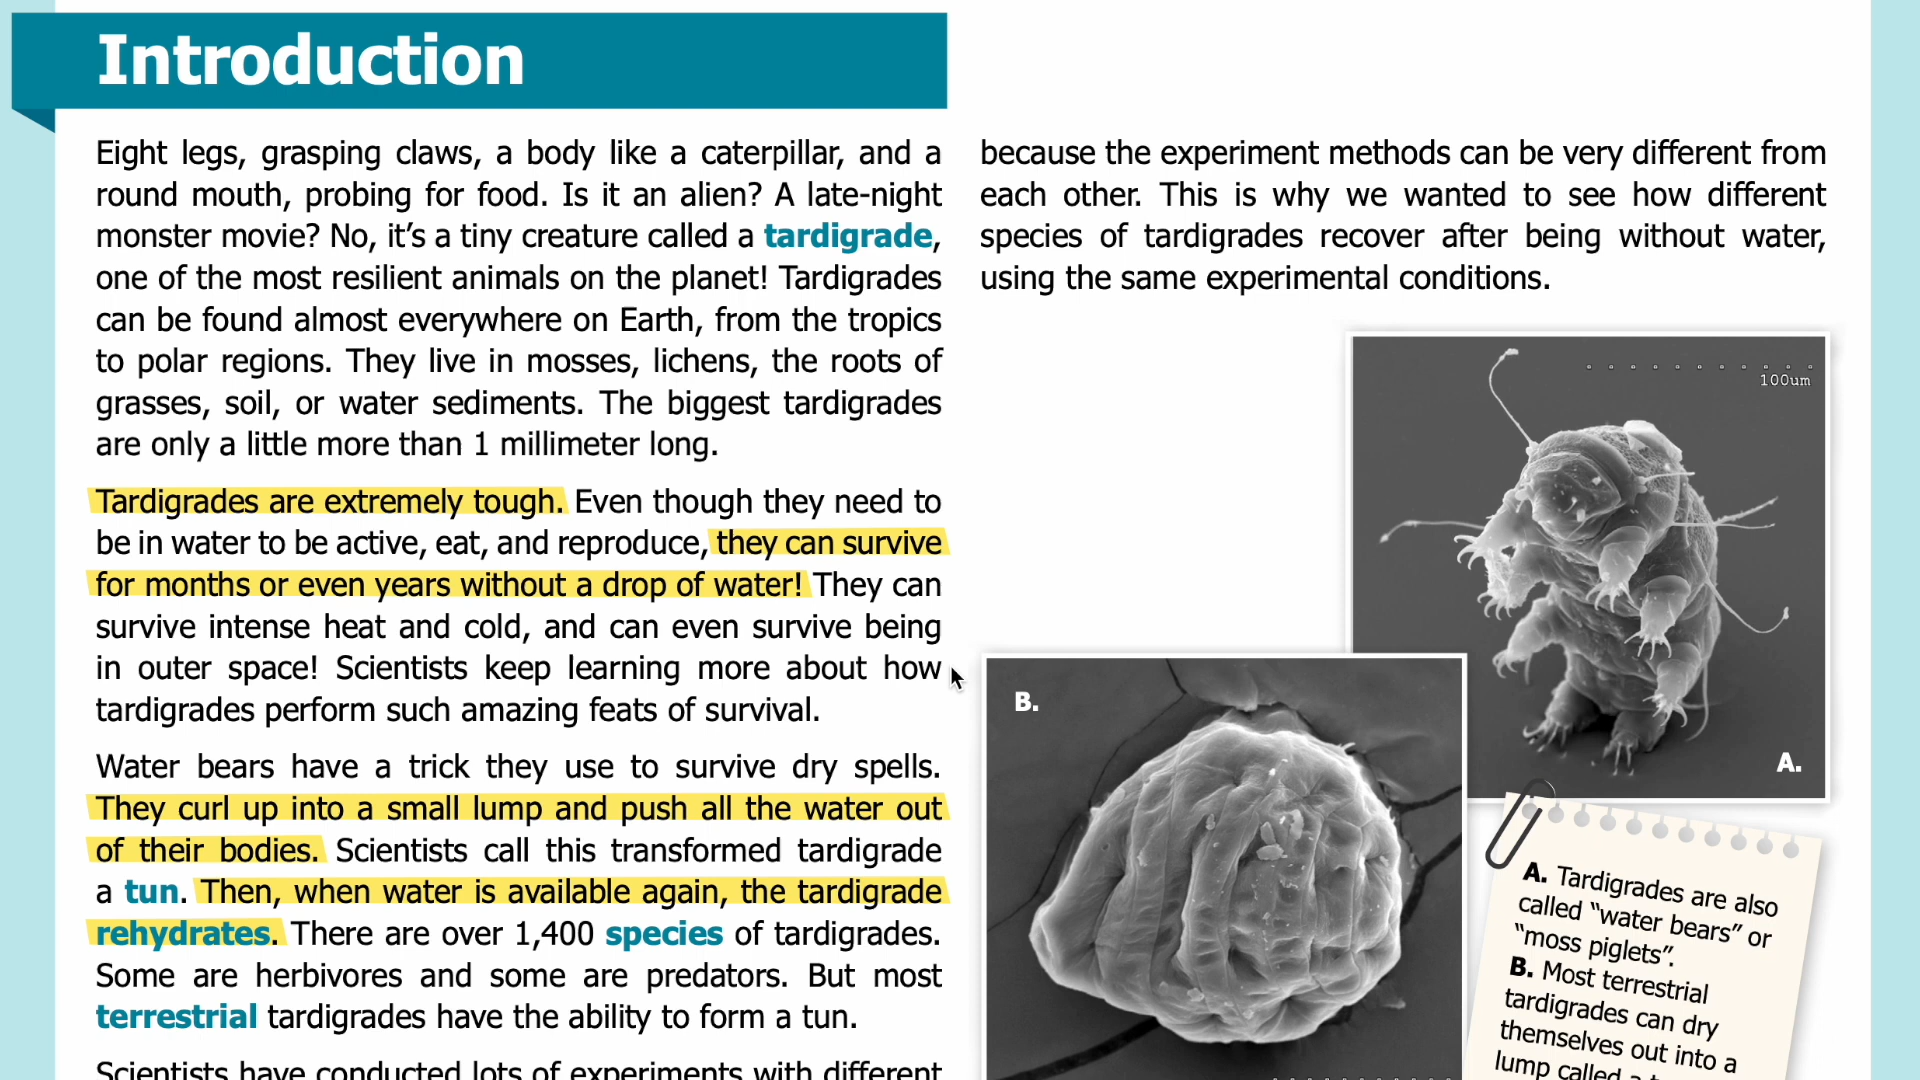 Introduction
Eight legs, grasping claws, a body like a caterpillar, and a
round mouth, probing for food. Is it an alien? A late-night
monster movie? No, it’s a tiny creature called a tardigrade,
one of the most resilient animals on the planet! Tardigrades
can be found almost everywhere on Earth, from the tropics
to polar regions. They live in mosses, lichens, the roots of
grasses, soil, or water sediments. The biggest tardigrades
are only a little more than 1 millimeter long.
Tardigrades are extremely tough. Even though they need to
be in water to be active, eat, and reproduce, they can survive
for months or even years without a drop of water! They can
survive intense heat and cold, and can even survive being
in outer space! Scientists keep learning more about how
tardigrades perform such amazing feats of survival.
Water bears have a trick they use to survive dry spells.
They curl up into a small lump and push all the water out
of their bodies. Scientists call this transformed tardigrade
a tun. Then, when water is available again, the tardigrade
rehydrates. There are over 1,400 species of tardigrades.
Some are herbivores and some are predators. But most
terrestrial tardigrades have the ability to form a tun.
Scientists have conducted lots of experiments with different
because the experiment methods can be very different from
each other. This is why we wanted to see how different
species of tardigrades recover after being without water,
using the same experimental conditions.
100um
A.
B.
A. Tardigrades are also
called “water bears” or
“moss piglets”.
B. Most terrestrial
tardigrades can dry
themselves out into a
lump called a